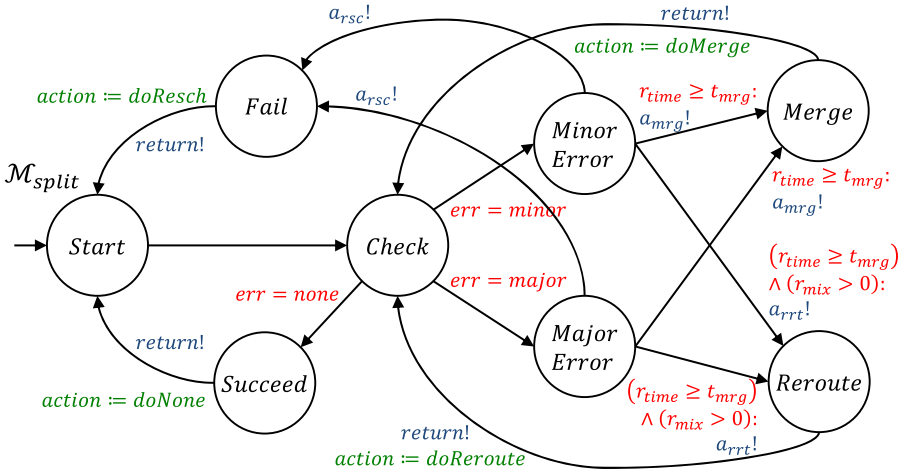 return!
a_rsc!
action ≔ doMerge
action ≔ doResch
Fail
a_rsc!
r_time ≥ t_mrg:
a_mrg!
Merge
Minor
Error
return!
ℳ_split
r_time ≥ t_mrg:
a_mrg!
err = minor
Start
Check
(r_time ≥ t_mrg)
∧ (r_mix > 0):
a_rrt!
err = none
err = major
return!
Major
Error
Succeed
Reroute
action ≔ doNone
(r_time ≥ t_mrg)
∧ (r_mix > 0):
a_rrt!
return!
action ≔ doReroute